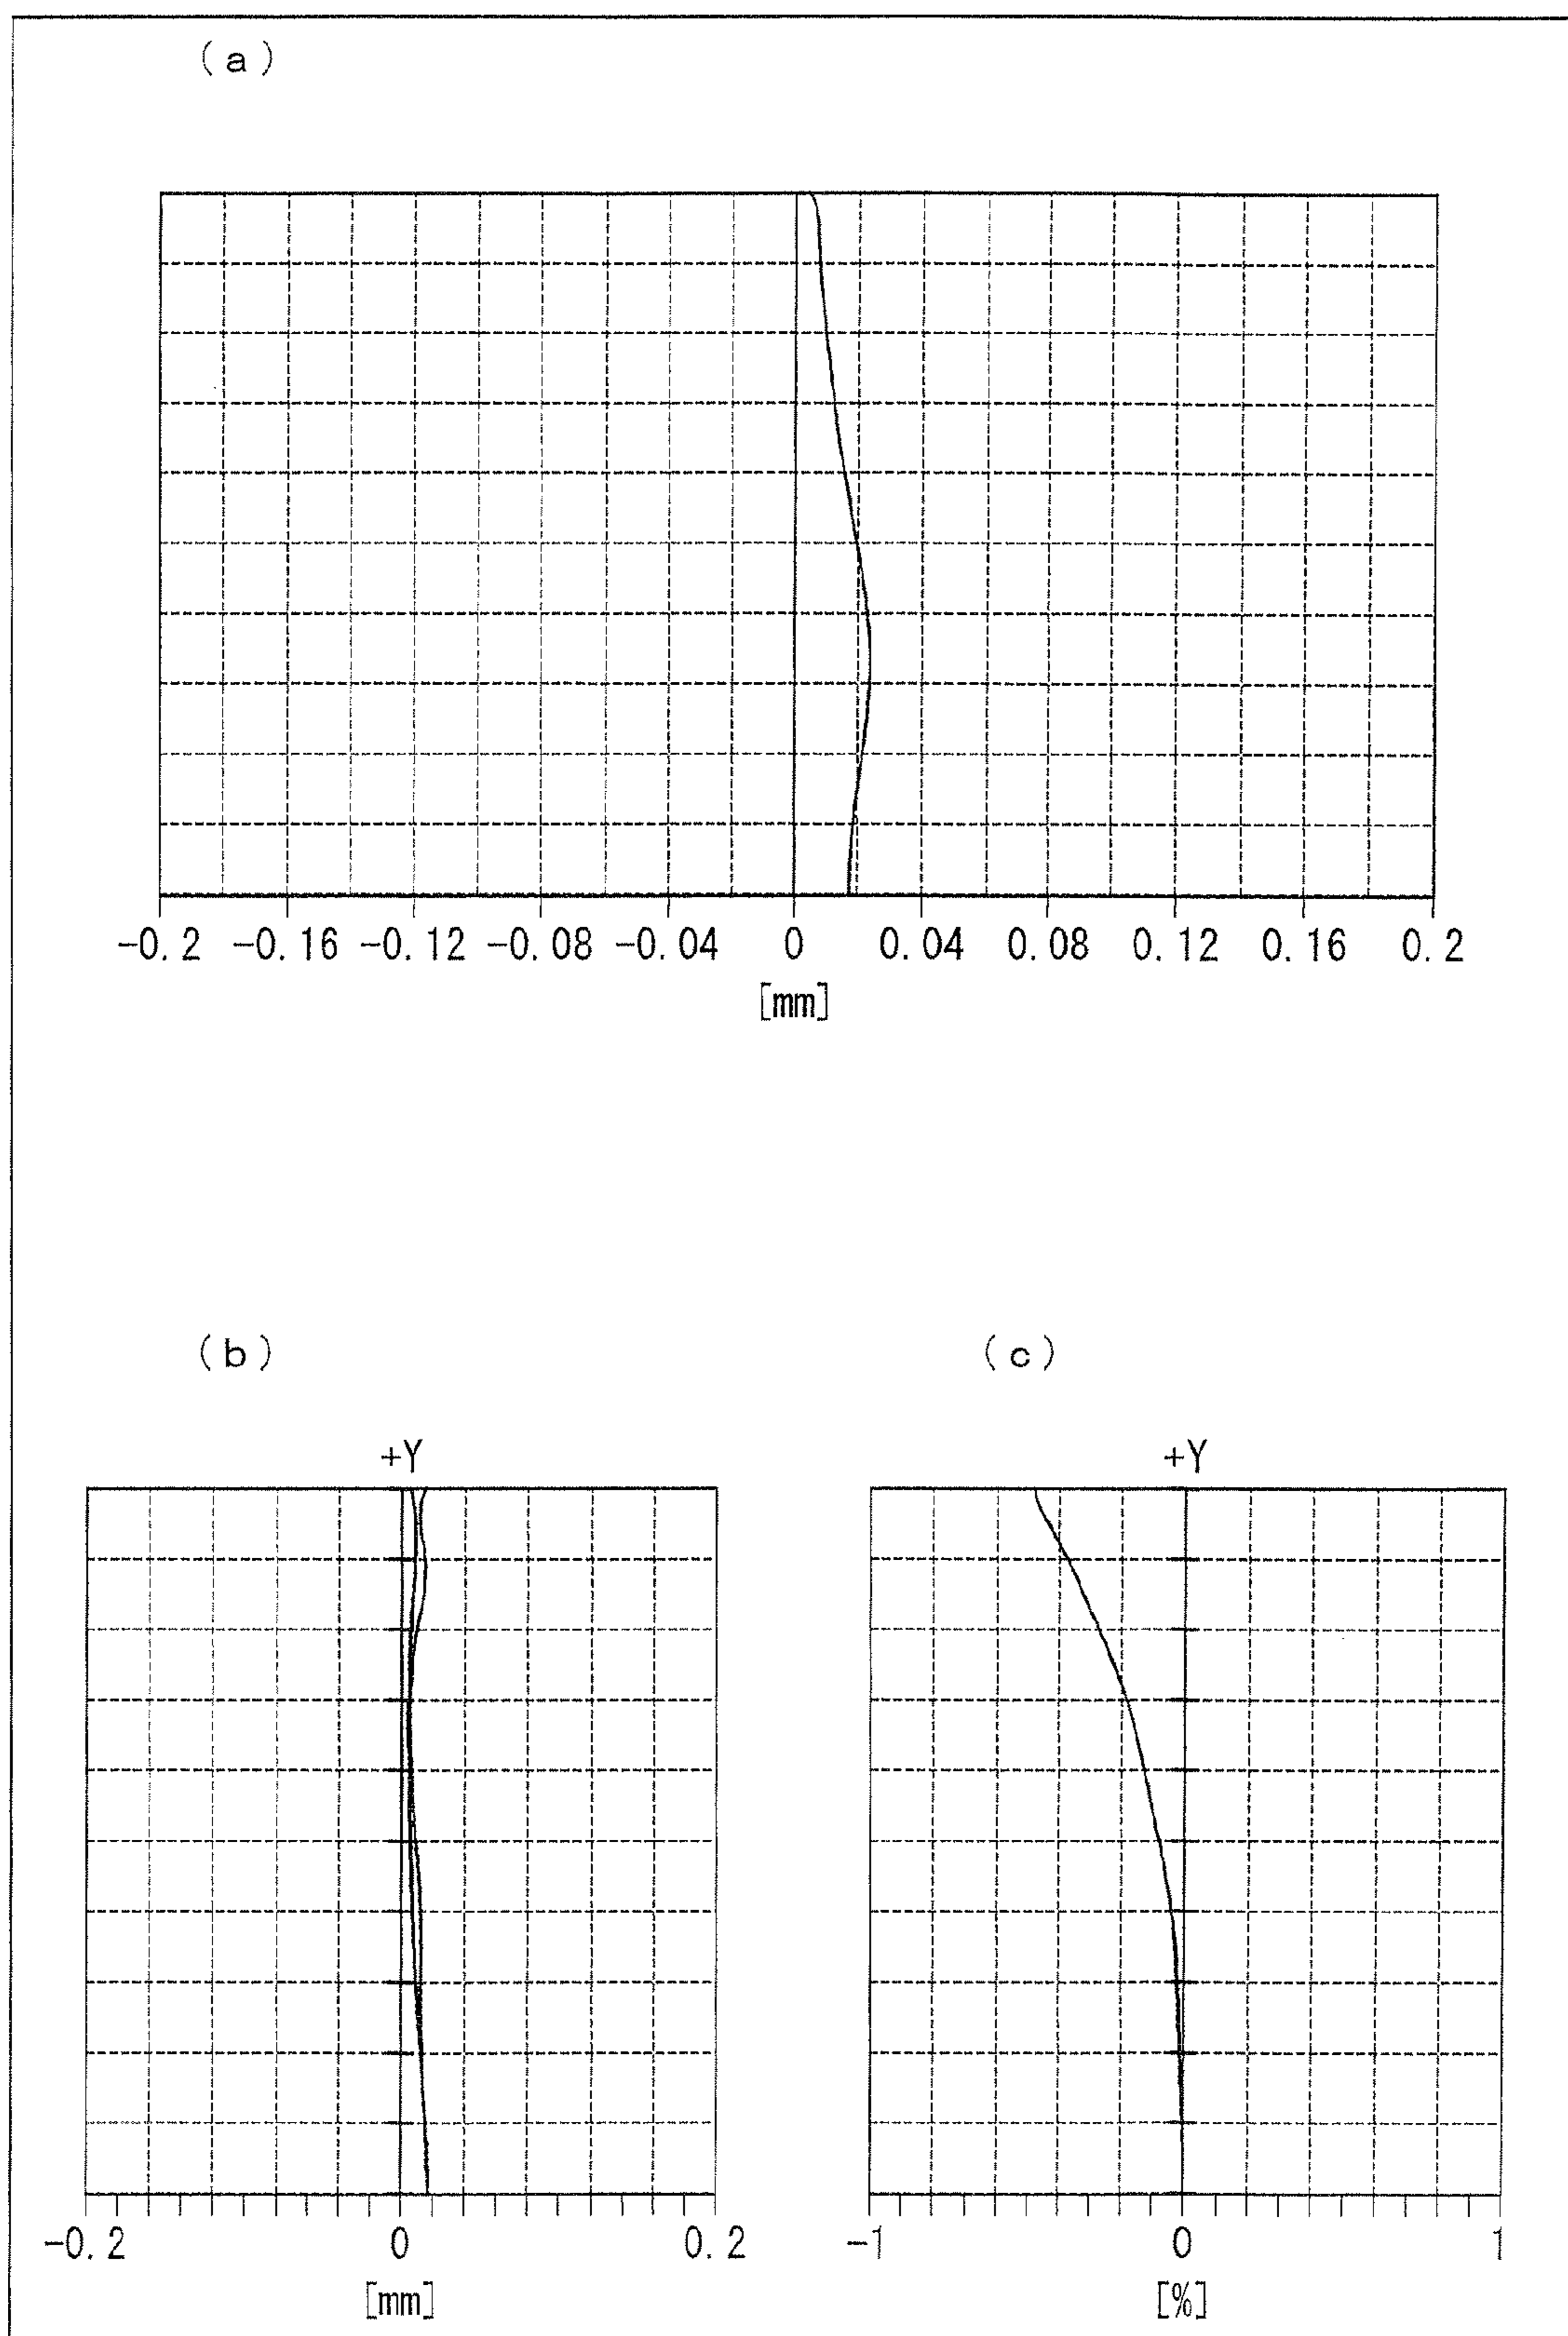 (a)
-0.2 -0.16 -0.12 -0.08 -0.04 0 0.04 0.08 0.12 0.16 0.2
[mm]
(b) (c)
+Y +Y
-0.2 0 0.2 -1 0 1
[mm] [%]